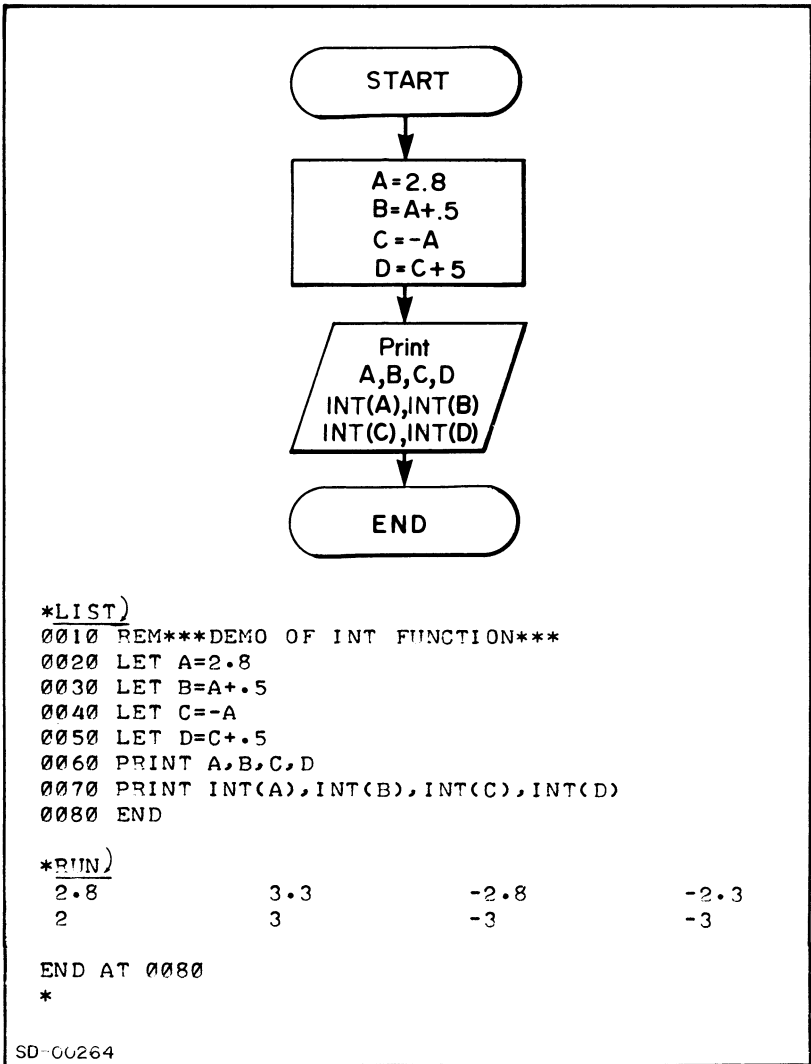 START
A=2.8
B=A+.5
C=-A
D=C+5
Print
A,B,C,D
INT(A),INT(B)
INT(C),INT(D)
END
*LIST)
0010 REM***DEMO OF INT FUNCTION***
0020 LET A=2.8
0030 LET B=A+.5
0040 LET C=-A
0050 LET D=C+.5
0060 PRINT A,B,C,D
0070 PRINT INT(A),INT(B),INT(C),INT(D)
0080 END
*RUN)
2.8 3.3 -2.8 -2.3
2 3 -3 -3
END AT 0080
*
SD-00264